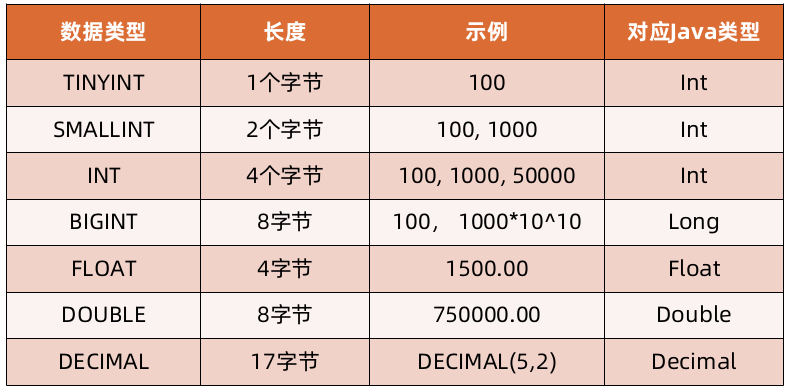 数据类型 长度 示例 对应Java类型
TINYINT 1个字节 100 Int
SMALLINT 2个字节 100, 1000 Int
INT 4个字节 100, 1000, 50000 Int
BIGINT 8字节 100， 1000*10^10 Long
FLOAT 4字节 1500.00 Float
DOUBLE 8字节 750000.00 Double
DECIMAL 17字节 DECIMAL(5,2) Decimal